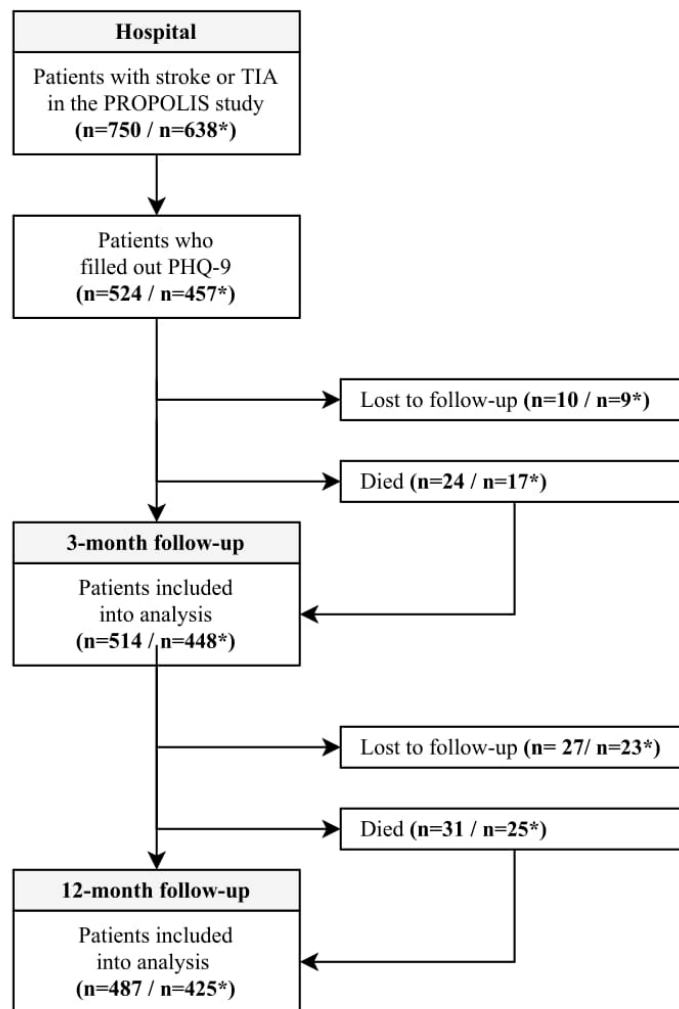 Hospital
Patients with stroke or TIA
in the PROPOLIS study
(n=750 / n=638*)
Patients who
filled out PHQ-9
(n=524 / n=457*)
Lost to follow-up (n=10 / n=9*)
Died (n=24 / n=17*)
3-month follow-up
Patients included
into analysis
(n=514 / n=448*)
Lost to follow-up (n= 27/ n=23*)
Died (n=31 / n=25*)
12-month follow-up
Patients included
into analysis
(n=487 / n=425*)